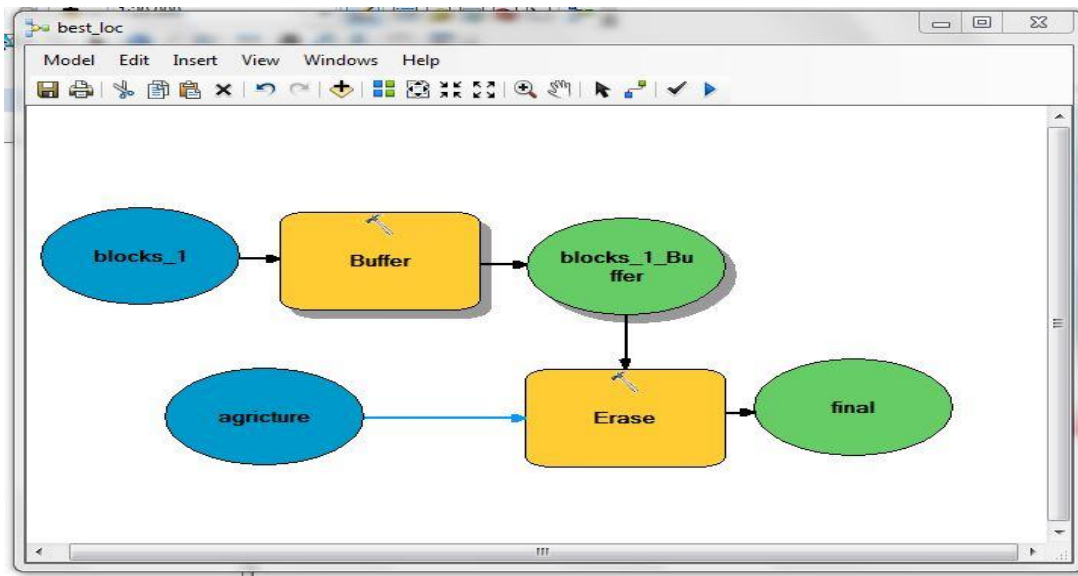 best_loc
Model Edit Insert View Windows Help
blocks_1
Buffer
blocks_1_Bu
ffer
agricture
Erase
final